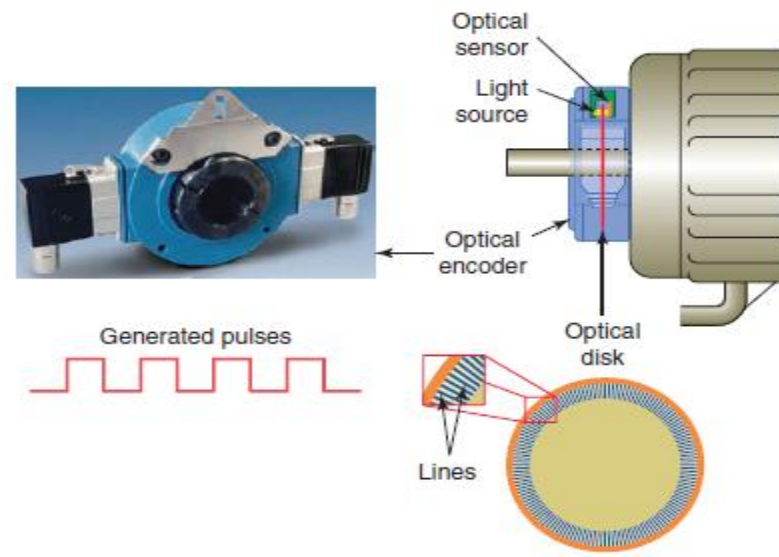 Optical
sensor
Light
source
Optical
encoder
Generated pulses
Optical
disk
Lines